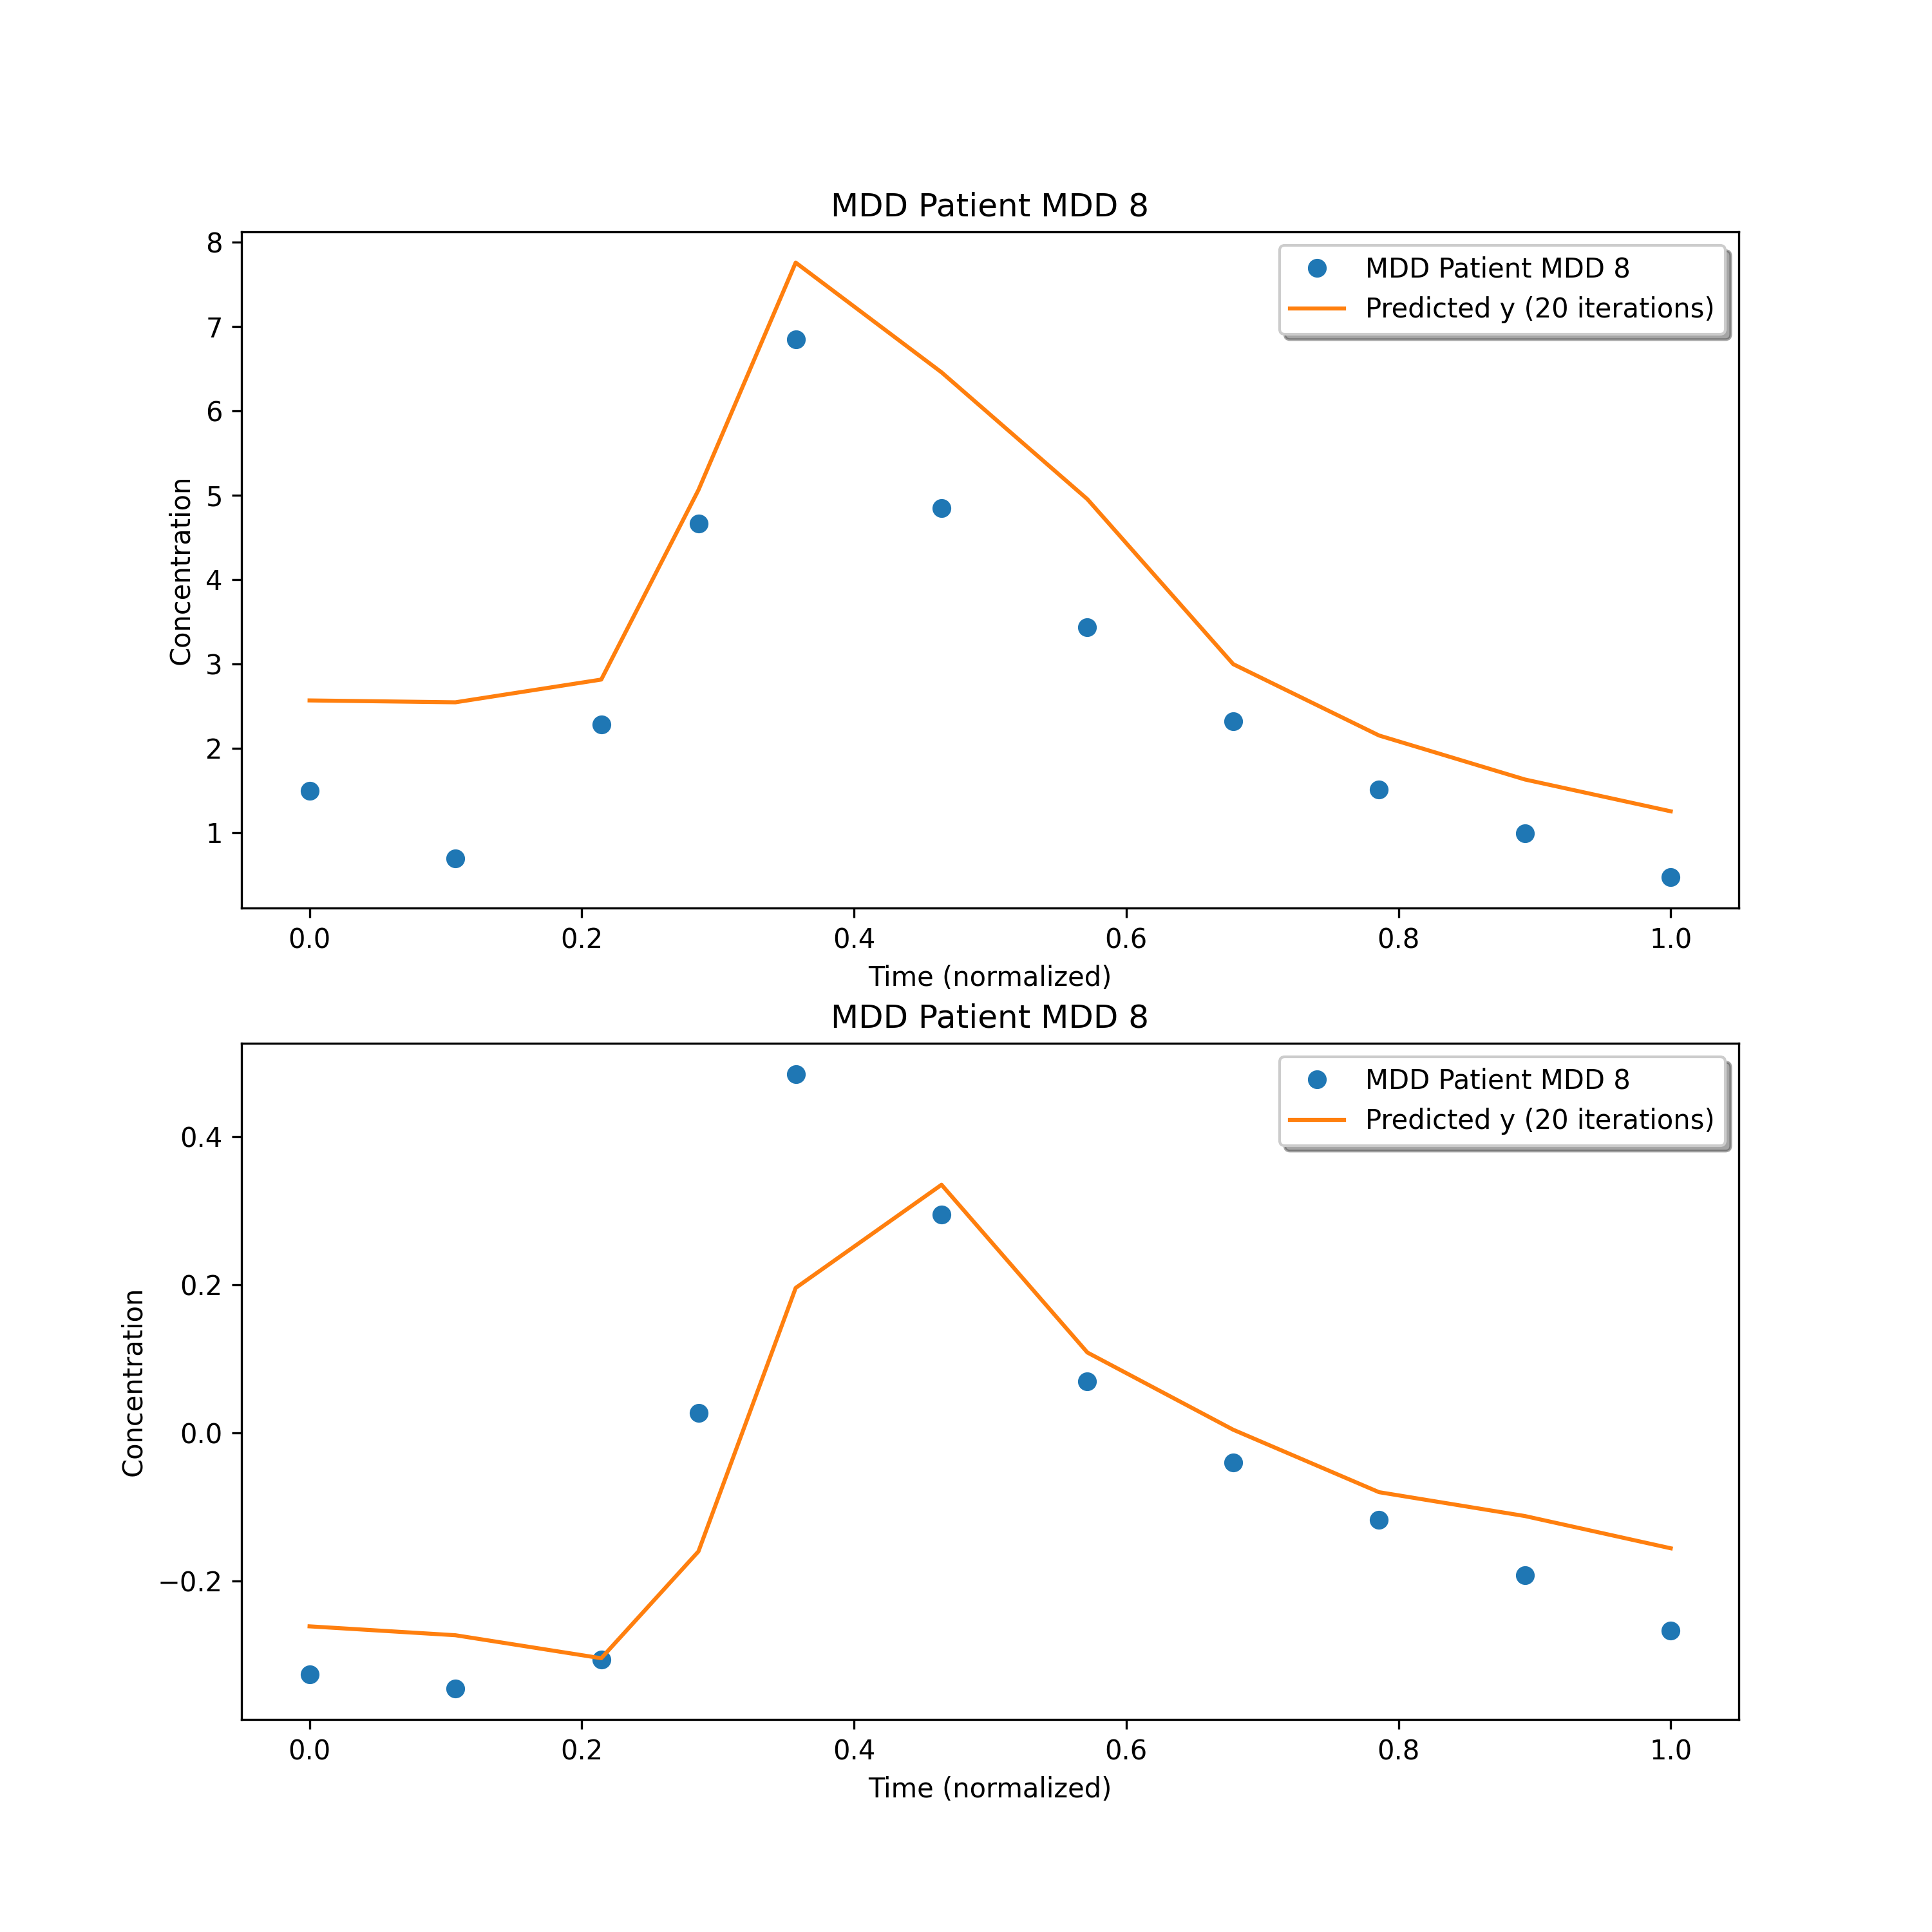 MDD Patient MDD 8
8
7
6
5
4
3
2
1
Concentration
MDD Patient MDD 8
Predicted y (20 iterations)
0.0 0.2 0.4 0.6 0.8 1.0
Time (normalized)
MDD Patient MDD 8
0.4
0.2
0.0
−0.2
Concentration
MDD Patient MDD 8
Predicted y (20 iterations)
0.0 0.2 0.4 0.6 0.8 1.0
Time (normalized)